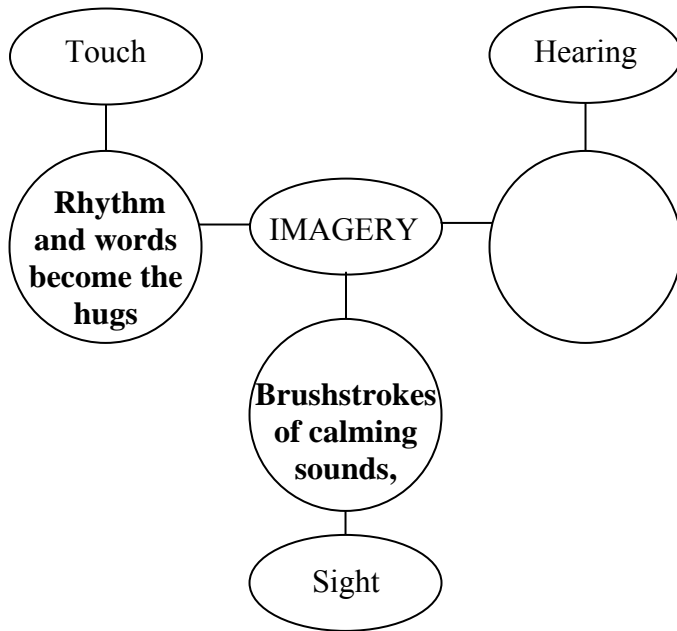 Touch
Hearing
Rhythm
and words
become the
hugs
IMAGERY
Brushstrokes
of calming
sounds,
Sight